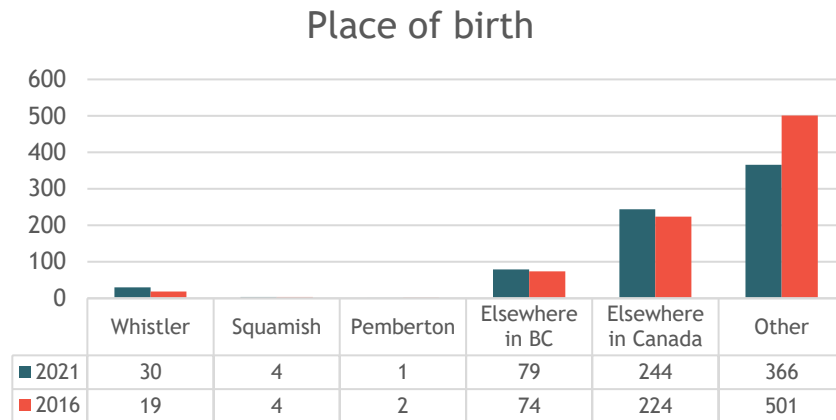 Place of birth
600
500
400
300
200
100
0
Whistler Squamish Pemberton Elsewhere in BC Elsewhere in Canada Other
2021 30 4 1 79 244 366
2016 19 4 2 74 224 501